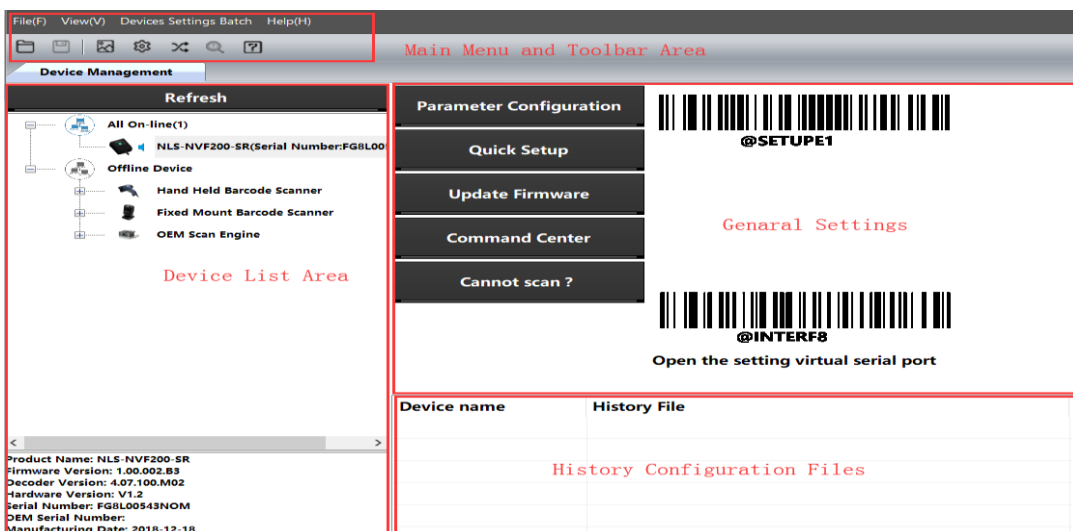 File(F) View(V) Devices Settings Batch Help(H)
Main Menu and Toolbar Area
Device Management
Refresh
All On-line(1)
NLS-NVF200-SR(Serial Number:FG8L005
Offline Device
Hand Held Barcode Scanner
Fixed Mount Barcode Scanner
OEM Scan Engine
Device List Area
Product Name: NLS-NVF200-SR
Firmware Version: 1.00.002.B3
Decoder Version: 4.07.100.M02
Hardware Version: V1.2
Serial Number: FG8L00543NOM
OEM Serial Number:
Manufacturing Date: 2018-12-18
Parameter Configuration
Quick Setup
Update Firmware
Command Center
Cannot scan ?
@SETUPE1
Genaral Settings
@INTERF8
Open the setting virtual serial port
Device name History File
History Configuration Files